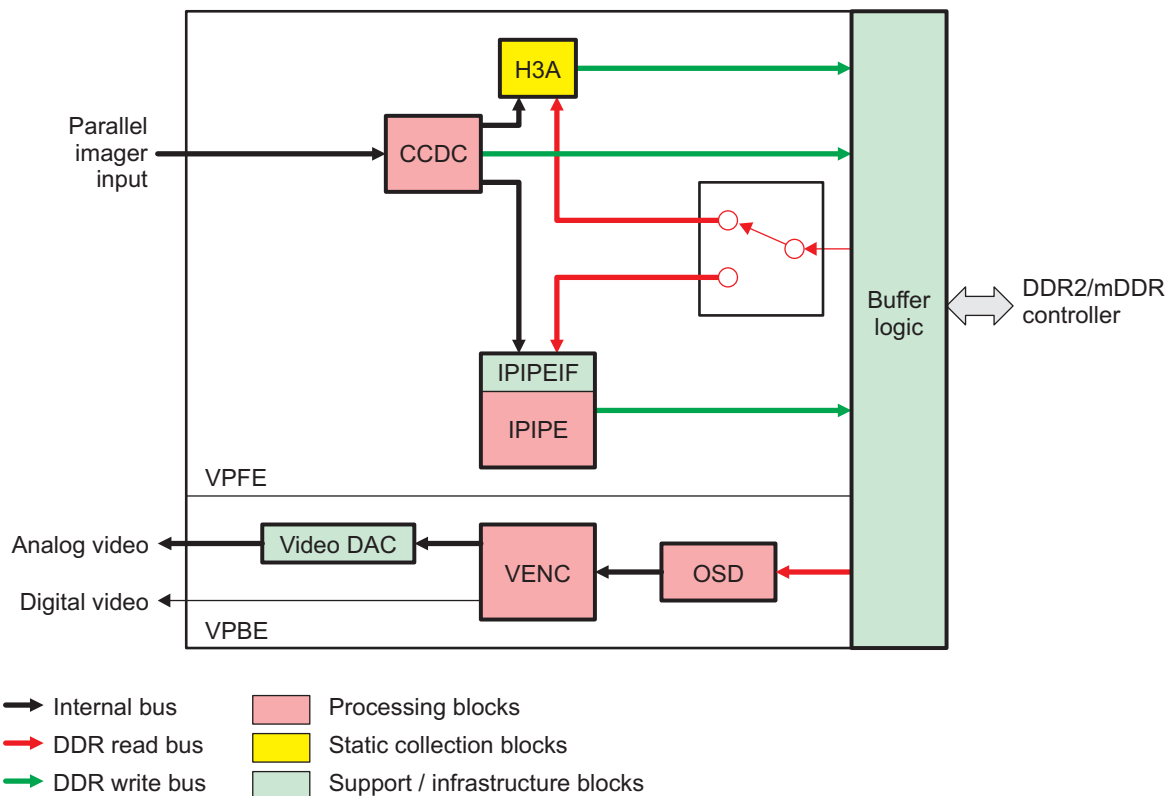 H3A
Parallel
imager
input
CCDC
Buffer
logic
DDR2/mDDR
controller
IPIPEIF
IPIPE
VPFE
Analog video
Video DAC
VENC
OSD
Digital video
VPBE
Internal bus
Processing blocks
DDR read bus
Static collection blocks
DDR write bus
Support / infrastructure blocks